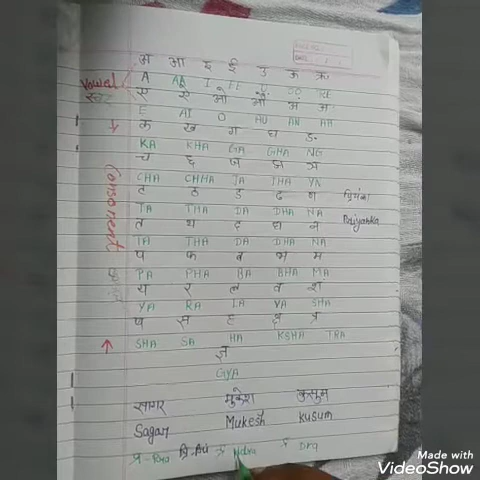 अ आ इ ई उ ऊ ऋ
Vowel A AA I EE U OO
स्वर ए ऐ ओ औ अं अः
E AI O AU AN AH
क ख ग घ ङ
KA KHA GA GHA NG
च छ ज झ ञ
CHA CHHA JA JHA YA
Consonent
ट ठ ड ढ ण प्रियंका
TA THA DA DHA NA Priyanka
त थ द ध न
TA THA DA DHA NA
प फ ब भ म
PA PHA BA BHA MA
य र ल व श
YA RA LA VA SHA
ष स ह क्ष त्र
SHA SA HA KSHA TRA
ज्ञ
GYA
सागर मुकेश कुसुम
Sagar Mukesh Kusum
Made with
VideoShow